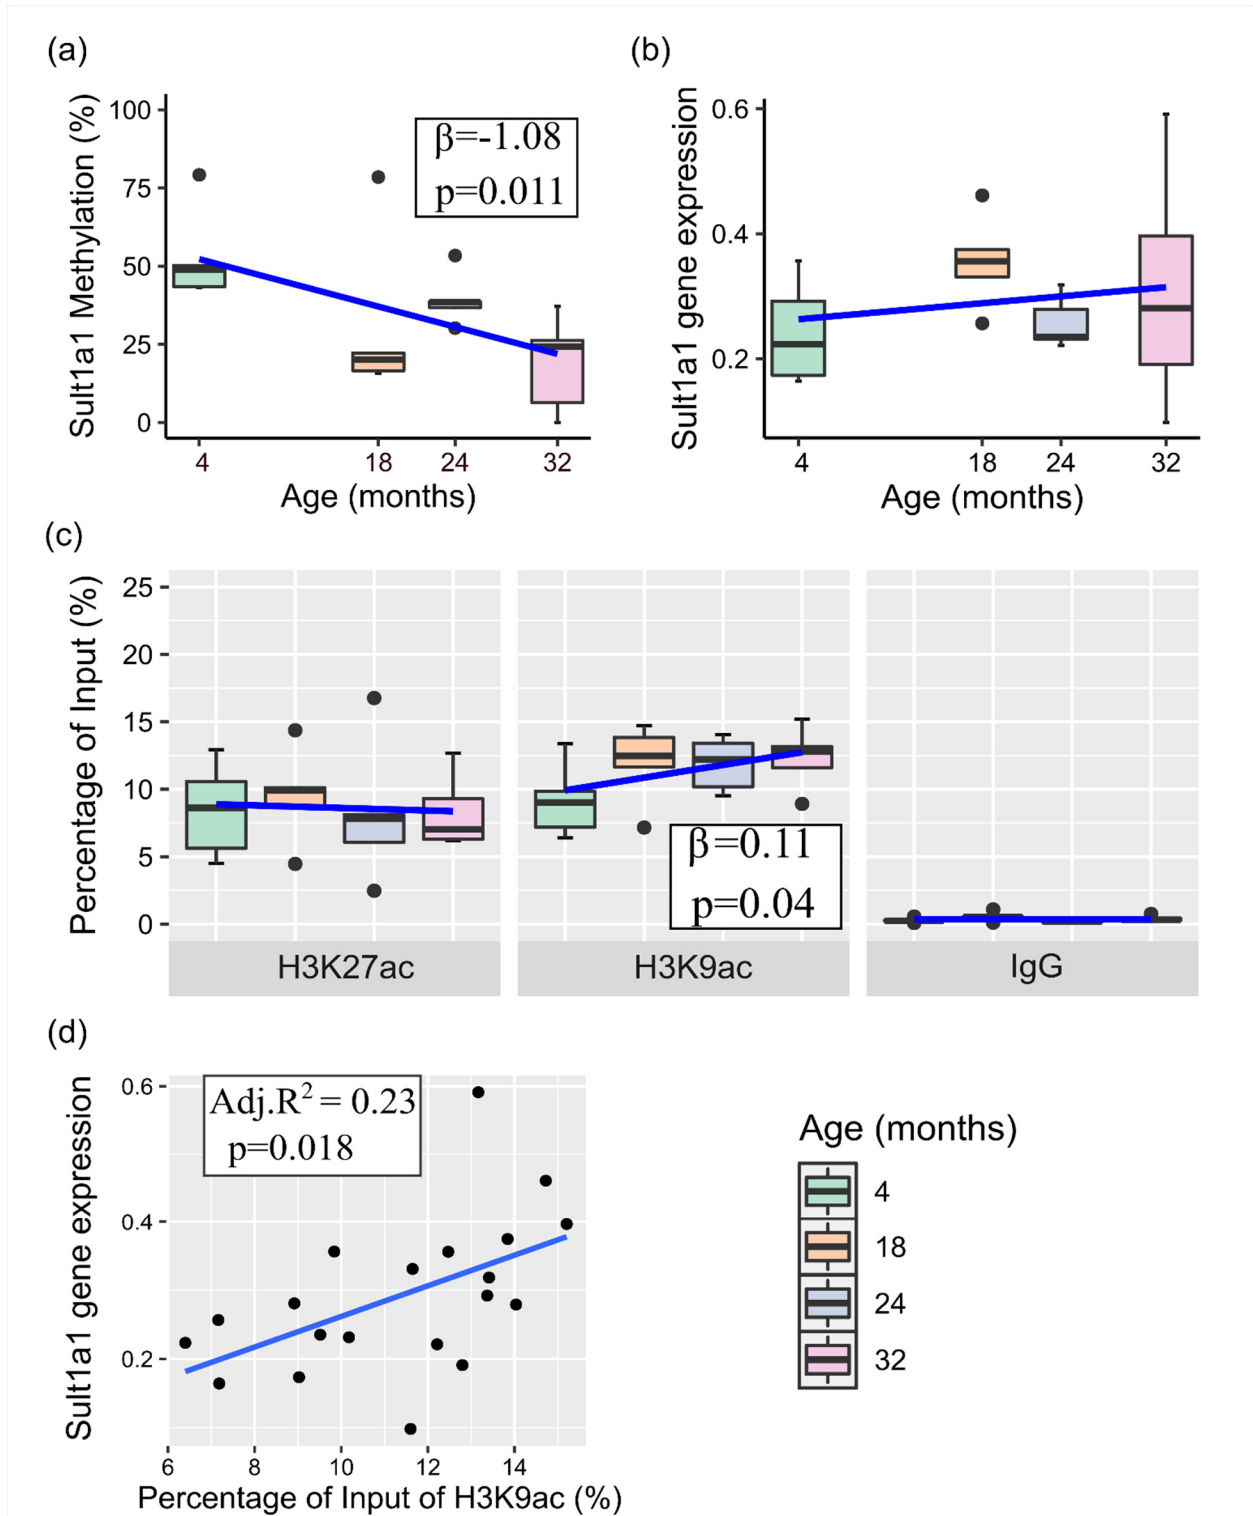 (a)
Sult1a1 Methylation (%)
100
75
50
25
0
β=-1.08
p=0.011
4 18 24 32
Age (months)
(b)
Sult1a1 gene expression
0.6
0.4
0.2
4 18 24 32
Age (months)
(c)
Percentage of Input (%)
25
20
15
10
5
0
β=0.11
p=0.04
H3K27ac H3K9ac IgG
(d)
Sult1a1 gene expression
0.6
0.4
0.2
Adj.R² = 0.23
p=0.018
6 8 10 12 14
Percentage of Input of H3K9ac (%)
Age (months)
4
18
24
32